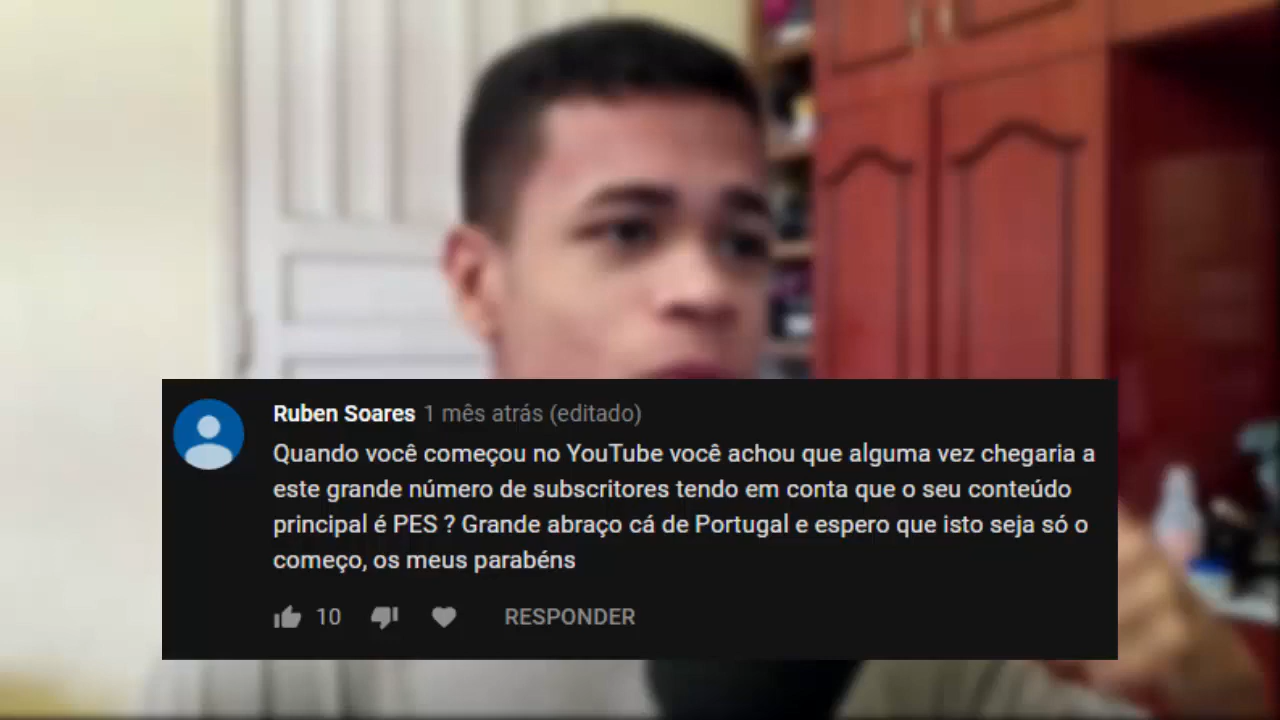 Ruben Soares 1 mês atrás (editado)
Quando você começou no YouTube você achou que alguma vez chegaria a
este grande número de subscritores tendo em conta que o seu conteúdo
principal é PES ? Grande abraço cá de Portugal e espero que isto seja só o
começo, os meus parabéns
10 RESPONDER